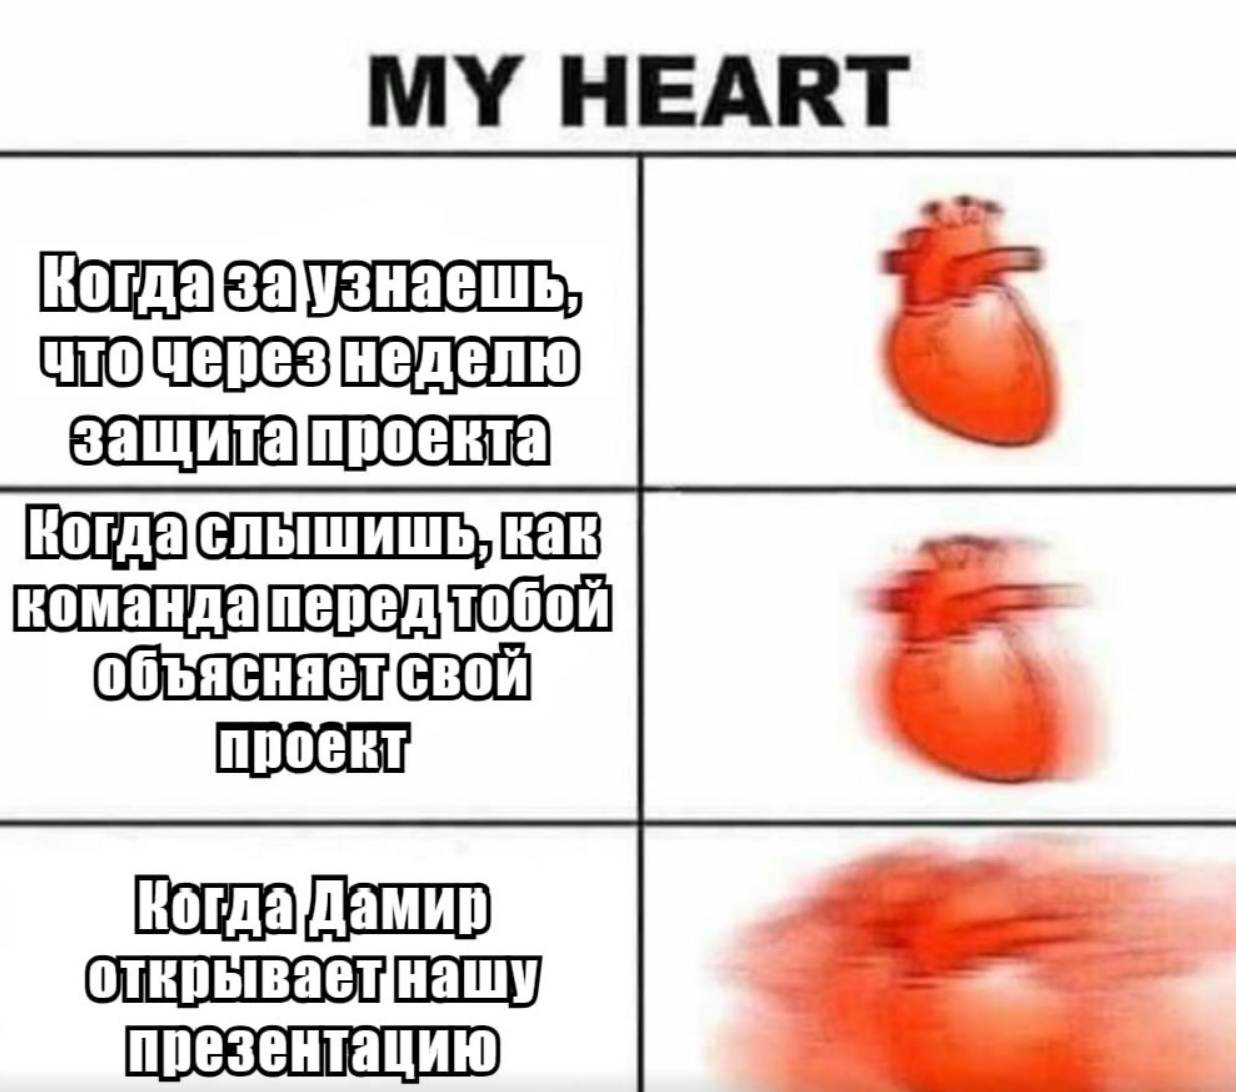 MY HEART
Когда за узнаешь,
что через неделю
защита проекта
Когда слышишь, как
команда перед тобой
объясняет свой
проект
Когда Дамир
открывает нашу
презентацию